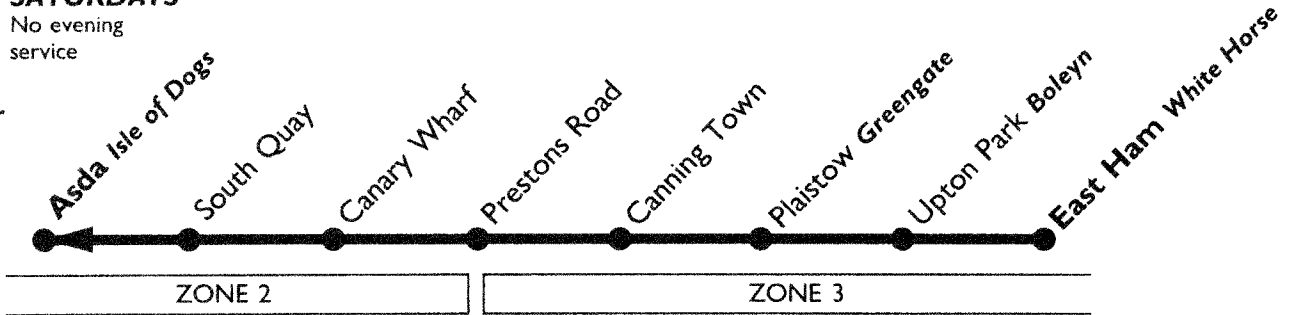 SATURDAYS
No evening
service
Asda Isle of Dogs
South Quay
Canary Wharf
Prestons Road
Canning Town
Plaistow Greengate
Upton Park Boleyn
East Ham White Horse
ZONE 2
ZONE 3